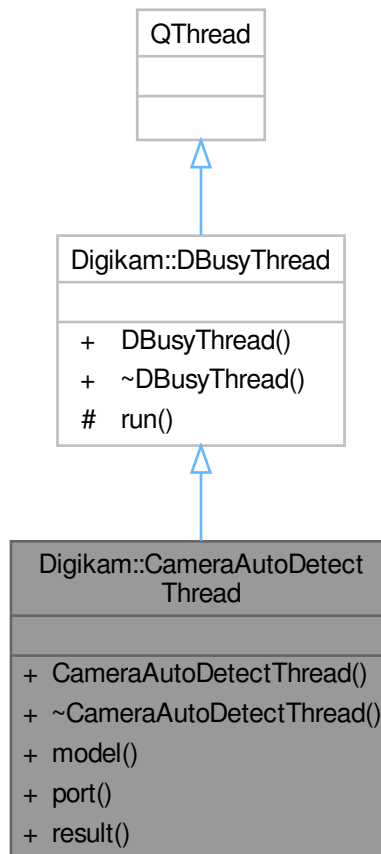 QThread
Digikam::DBusyThread
+ DBusyThread()
+ ~DBusyThread()
# run()
Digikam::CameraAutoDetect
Thread
+ CameraAutoDetectThread()
+ ~CameraAutoDetectThread()
+ model()
+ port()
+ result()